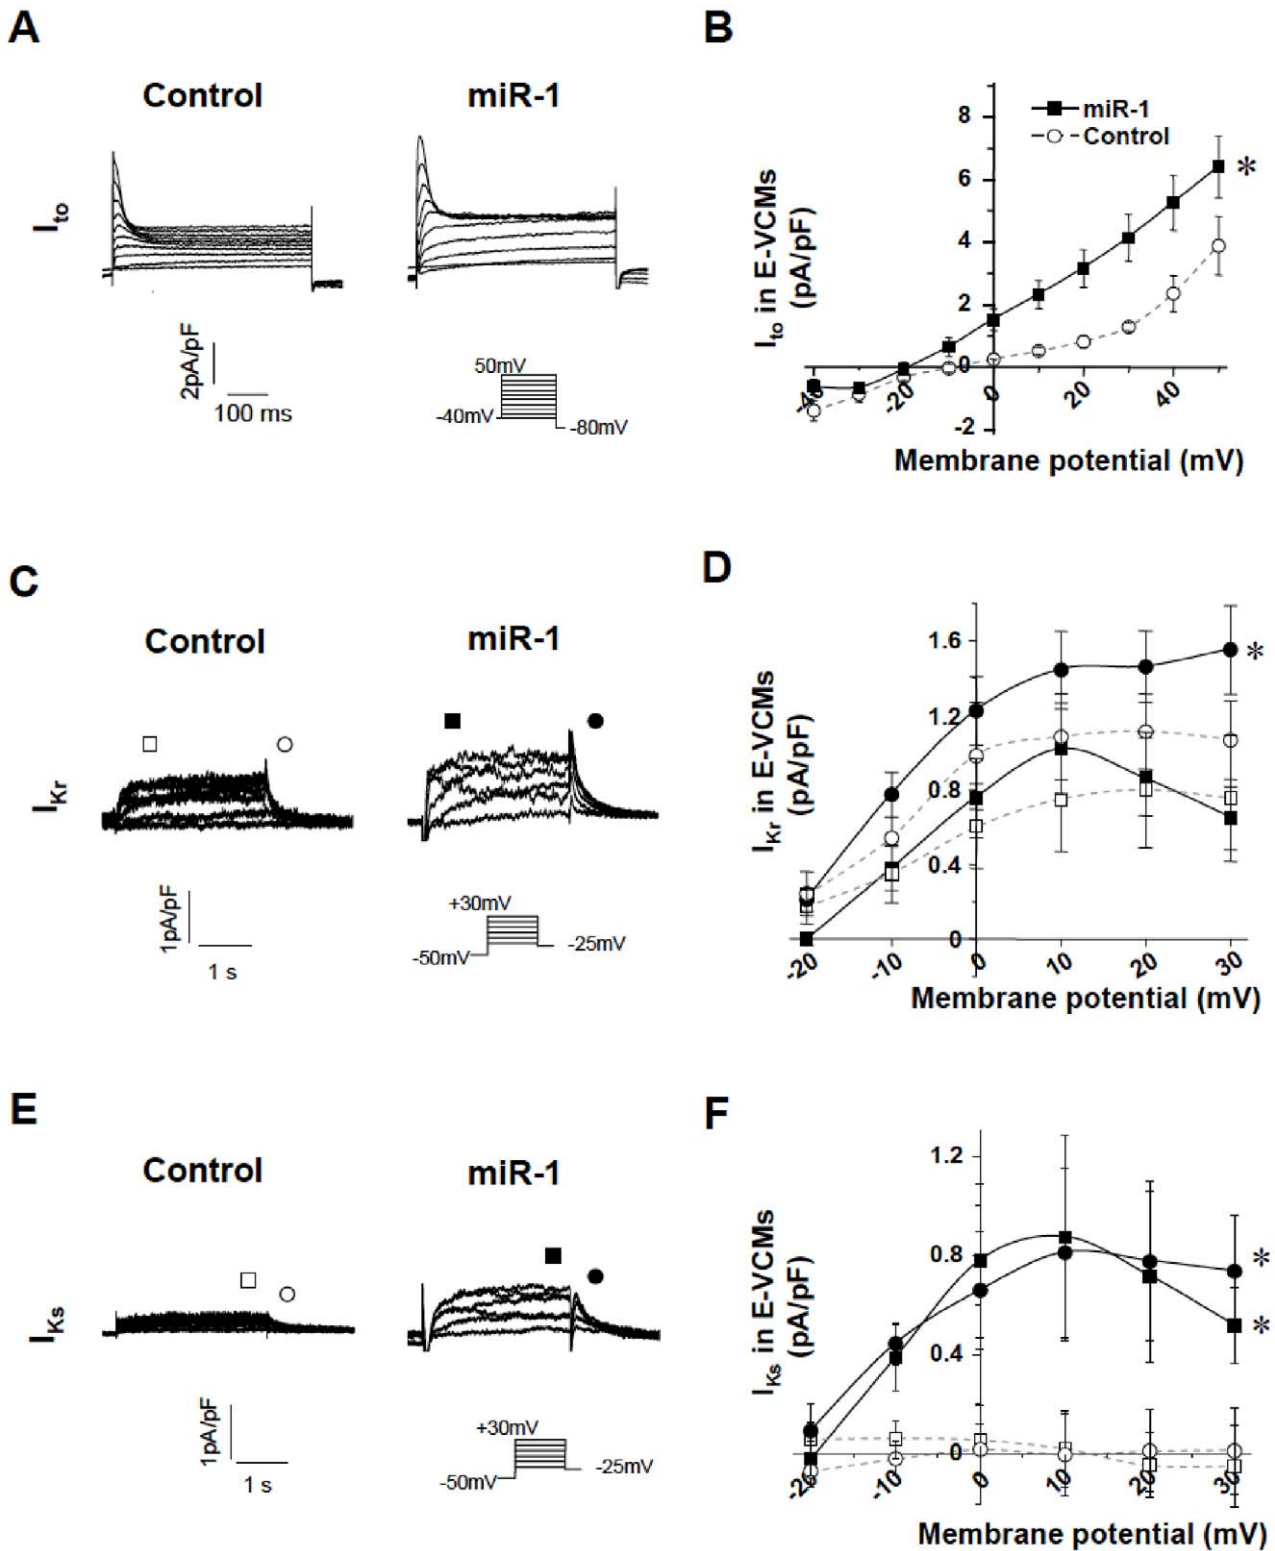 A
Control
miR-1
Ito
2pA/pF
100 ms
50mV
-40mV
-80mV
B
miR-1
Control
Ito in E-VCMs
(pA/pF)
8
6
4
2
0
-2
-40
-20
0
20
40
*
Membrane potential (mV)
C
Control
miR-1
IKr
1pA/pF
1 s
+30mV
-50mV
-25mV
D
IKr in E-VCMs
(pA/pF)
1.6
1.2
0.8
0.4
0
-20
-10
0
10
20
30
*
Membrane potential (mV)
E
Control
miR-1
IKs
1pA/pF
1 s
+30mV
-50mV
-25mV
F
IKs in E-VCMs
(pA/pF)
1.2
0.8
0.4
0
-20
-10
0
10
20
30
*
*
Membrane potential (mV)